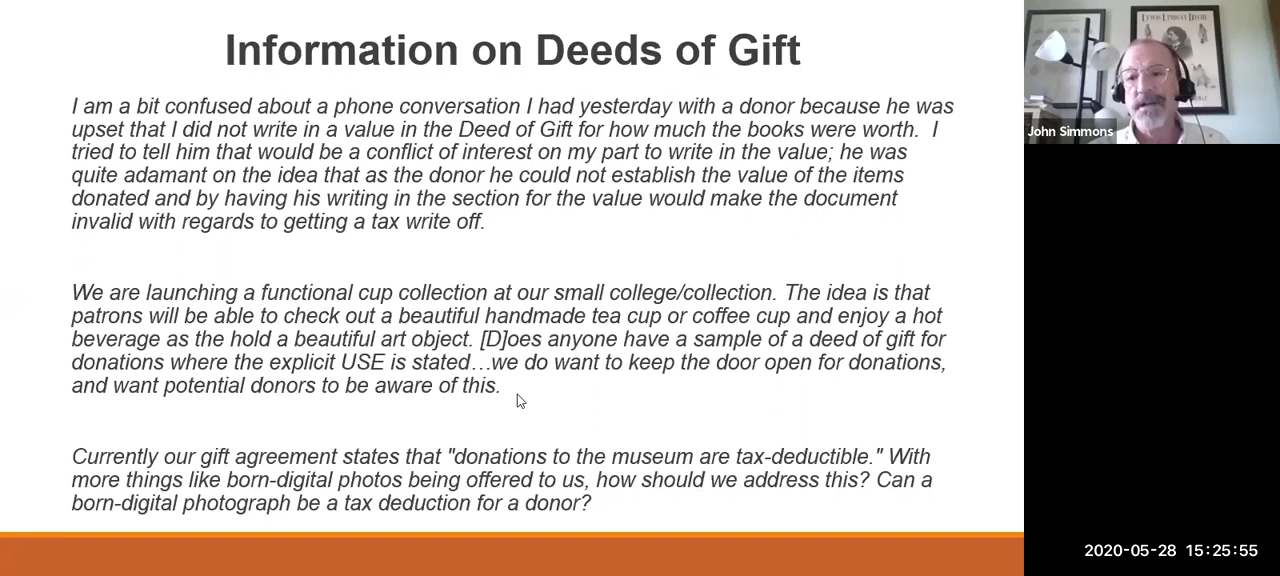 Information on Deeds of Gift
I am a bit confused about a phone conversation I had yesterday with a donor because he was
upset that I did not write in a value in the Deed of Gift for how much the books were worth.  I
tried to tell him that would be a conflict of interest on my part to write in the value; he was
quite adamant on the idea that as the donor he could not establish the value of the items
donated and by having his writing in the section for the value would make the document
invalid with regards to getting a tax write off.
We are launching a functional cup collection at our small college/collection. The idea is that
patrons will be able to check out a beautiful handmade tea cup or coffee cup and enjoy a hot
beverage as the hold a beautiful art object. [D]oes anyone have a sample of a deed of gift for
donations where the explicit USE is stated…we do want to keep the door open for donations,
and want potential donors to be aware of this.
Currently our gift agreement states that "donations to the museum are tax-deductible." With
more things like born-digital photos being offered to us, how should we address this? Can a
born-digital photograph be a tax deduction for a donor?
John Simmons
2020-05-28 15:25:55